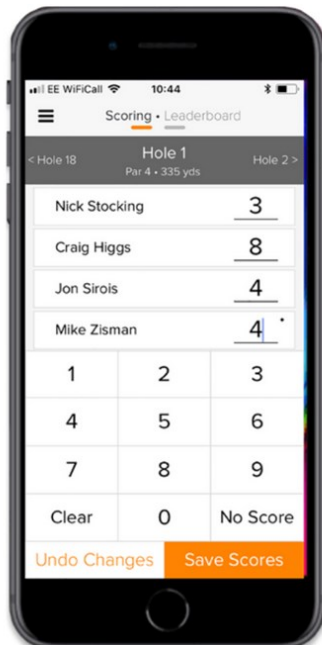 EE WiFiCall 10:44
Scoring • Leaderboard
< Hole 18 Hole 1 Hole 2 >
Par 4 • 335 yds
Nick Stocking 3
Craig Higgs 8
Jon Sirois 4
Mike Zisman 4 •
1 2 3
4 5 6
7 8 9
Clear 0 No Score
Undo Changes Save Scores